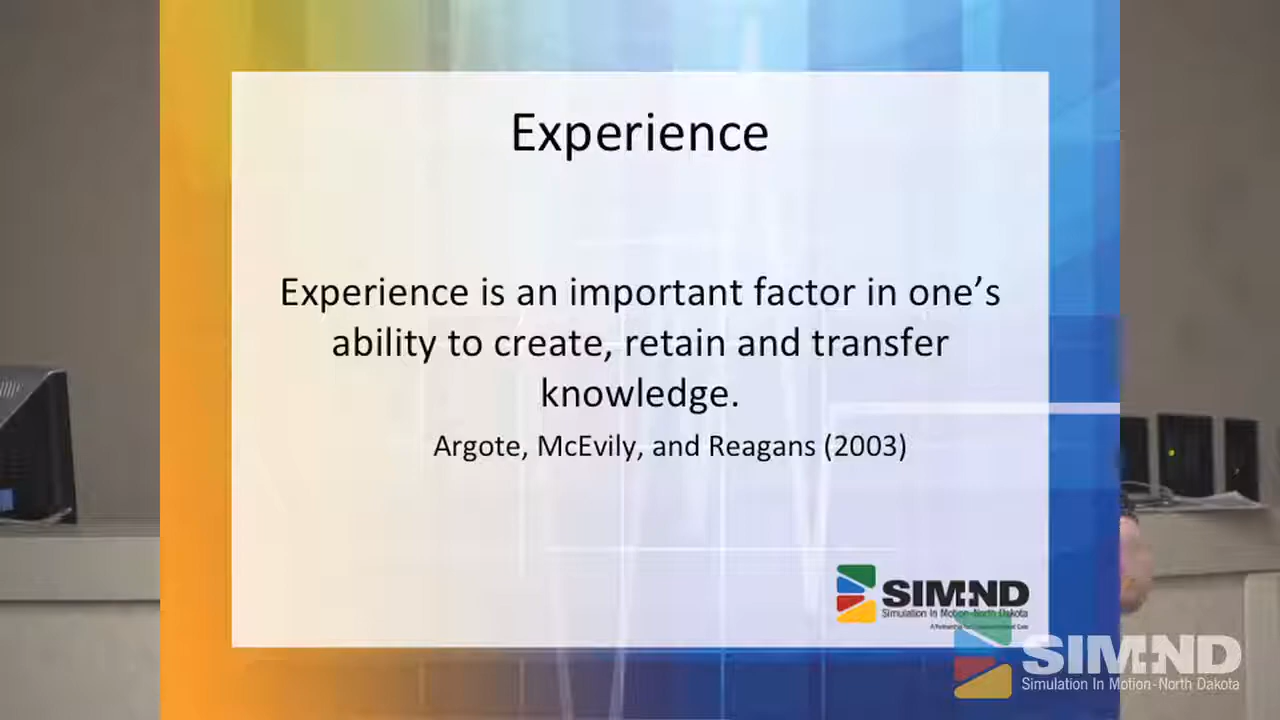 Experience
Experience is an important factor in one’s
ability to create, retain and transfer
knowledge.
Argote, McEvily, and Reagans (2003)
SIM-ND
Simulation In Motion-North Dakota
SIM-ND
Simulation In Motion-North Dakota